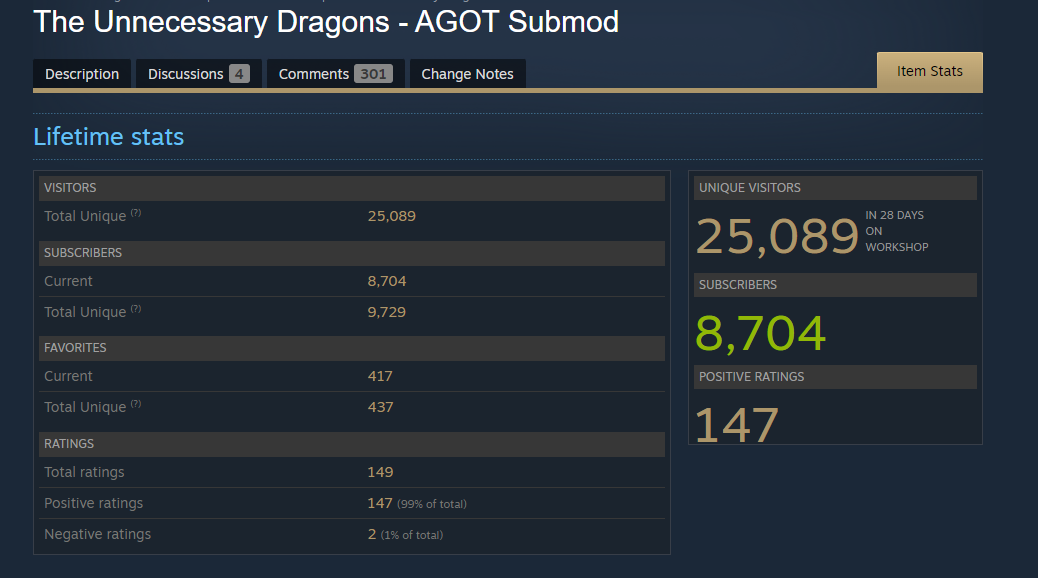 The Unnecessary Dragons - AGOT Submod
Description
Discussions 4
Comments 301
Change Notes
Item Stats
Lifetime stats
VISITORS
Total Unique (?) 25,089
SUBSCRIBERS
Current 8,704
Total Unique (?) 9,729
FAVORITES
Current 417
Total Unique (?) 437
RATINGS
Total ratings 149
Positive ratings 147 (99% of total)
Negative ratings 2 (1% of total)
UNIQUE VISITORS
25,089
IN 28 DAYS
ON
WORKSHOP
SUBSCRIBERS
8,704
POSITIVE RATINGS
147